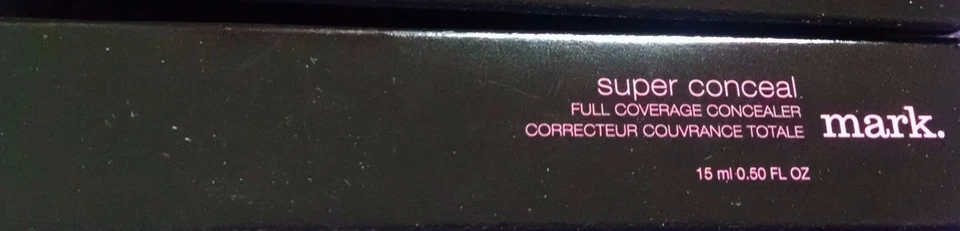 super conceal
FULL COVERAGE CONCEALER
CORRECTEUR COUVRANCE TOTALE
mark.
15 ml 0.50 FL OZ